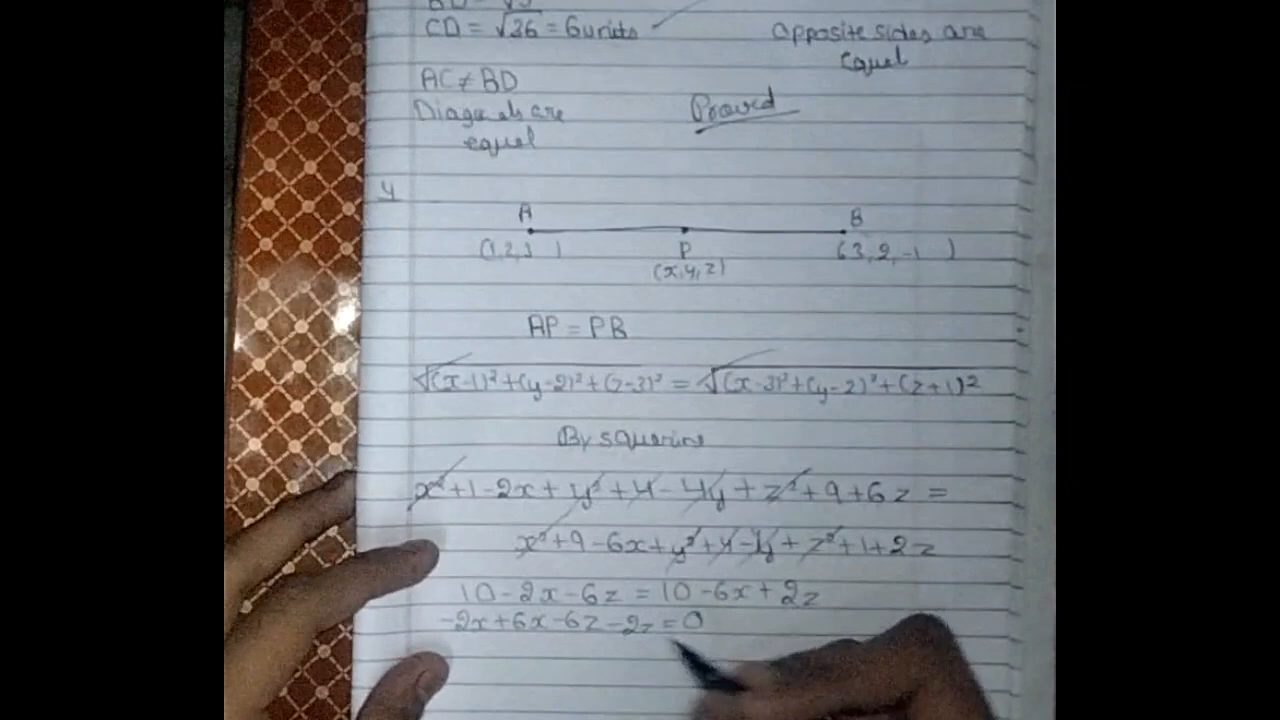 CD = √36 = 6 units
Opposite sides are
equal
AC ≠ BD
Diagonals are
equal
Proved
4
A B
(1,2,3) P (3,2,-1)
(x,y,z)
AP = PB
√(x-1)²+(y-2)²+(z-3)² = √(x-3)²+(y-2)²+(z+1)²
By squaring
x²+1-2x+y²+4-4y+z²+9+6z =
x²+9-6x+y²+4-4y+z²+1+2z
10-2x-6z = 10-6x+2z
-2x+6x-6z-2z=0